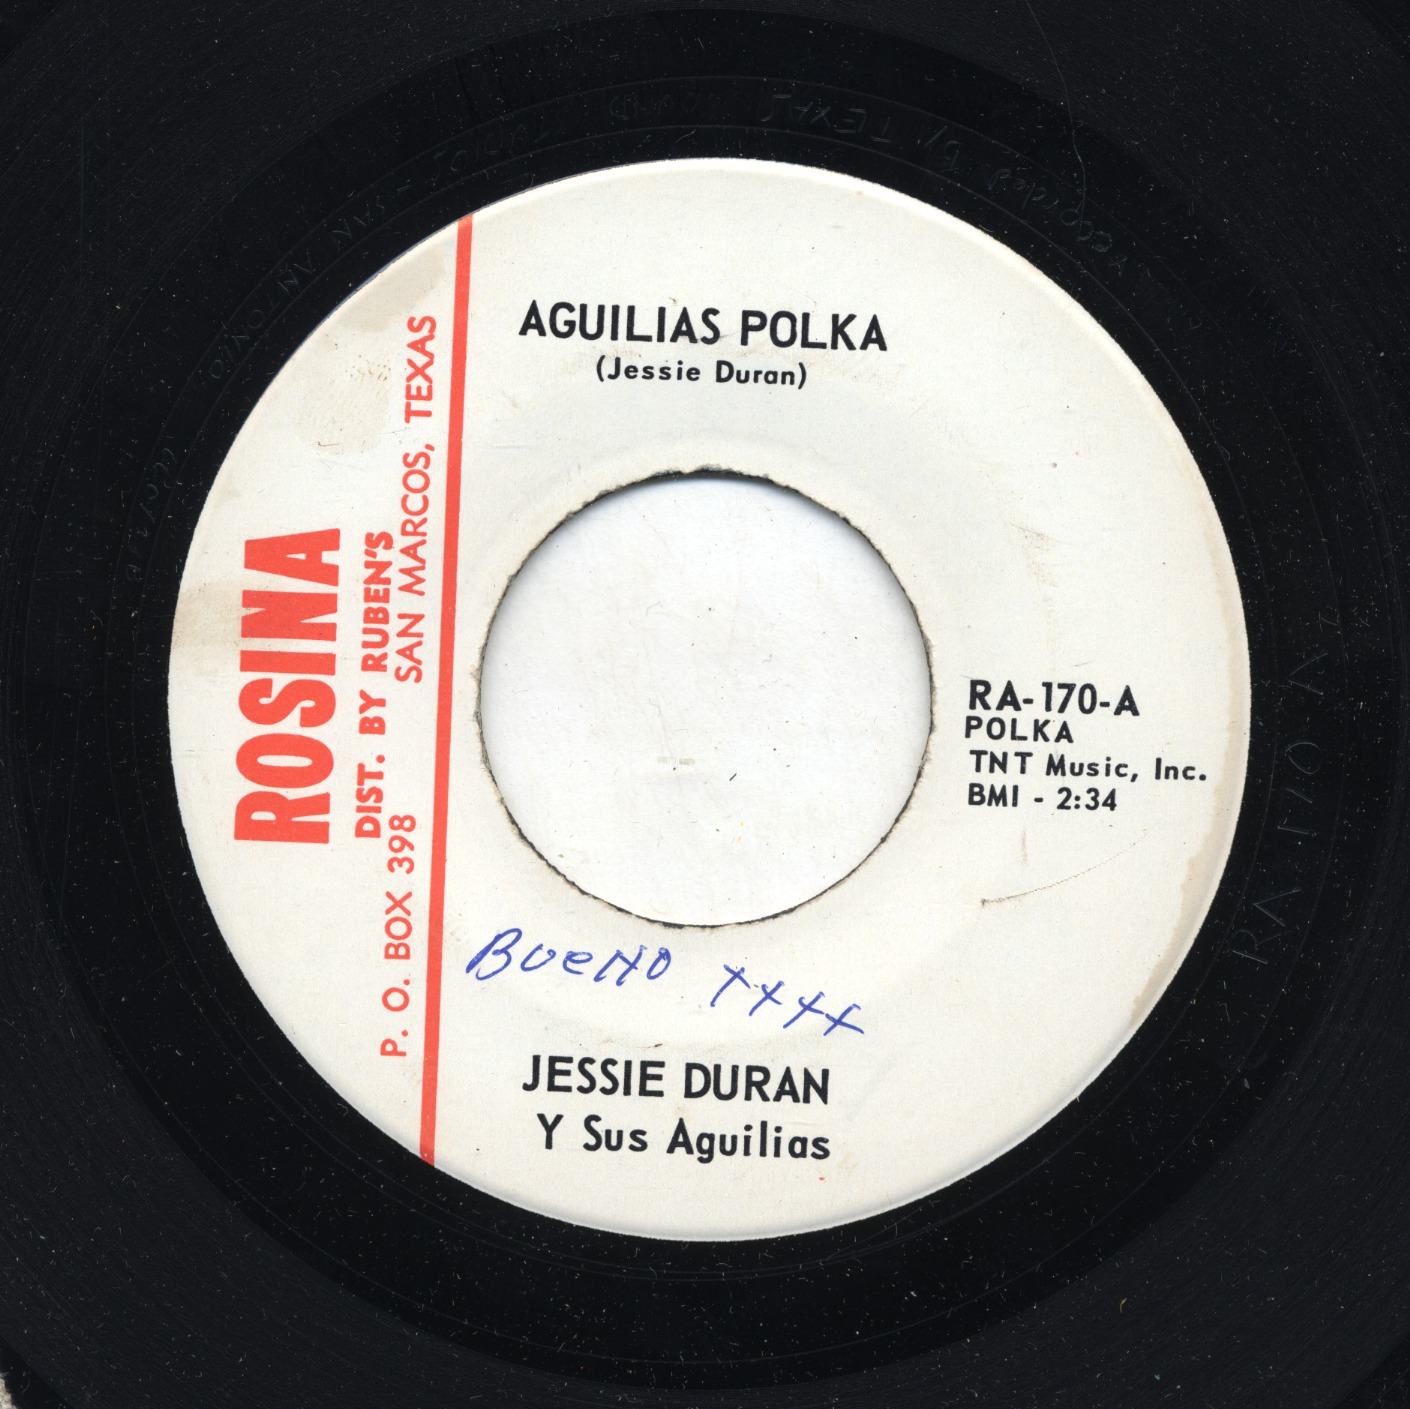 AGUILIAS POLKA
(Jessie Duran)
ROSINA
DIST. BY RUBEN'S
P. O. BOX 398 SAN MARCOS, TEXAS
RA-170-A
POLKA
TNT Music, Inc.
BMI - 2:34
BUENO xxxx
JESSIE DURAN
Y Sus Aguilias